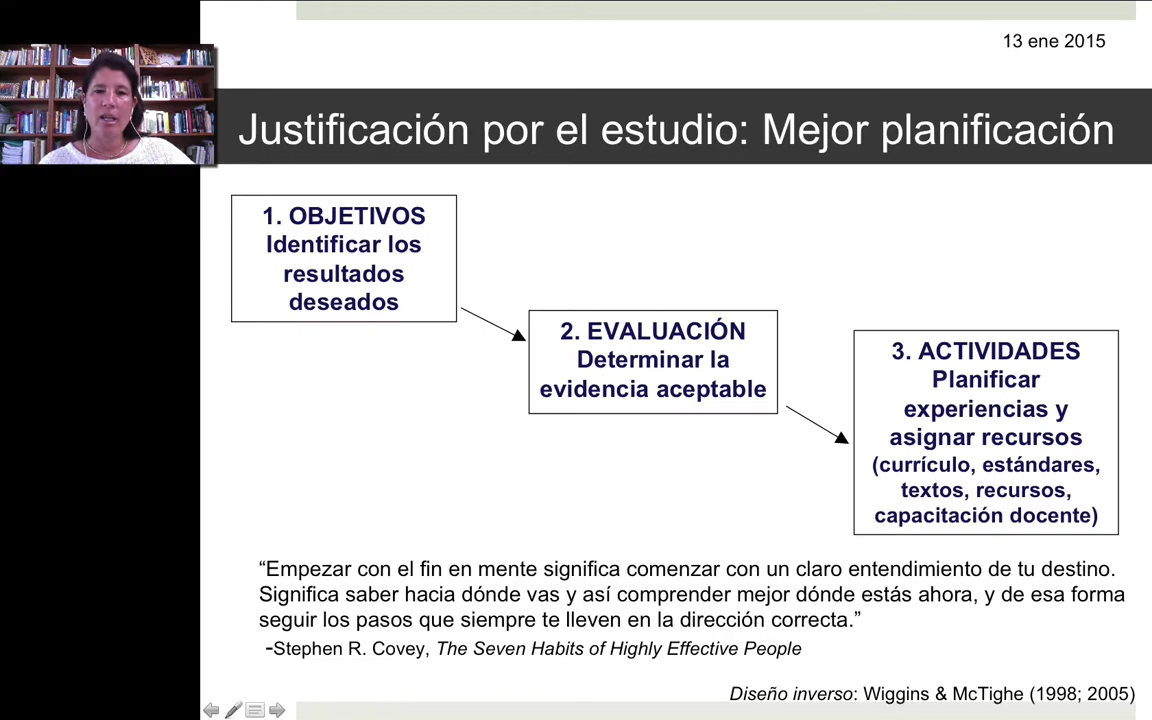 13 ene 2015
Justificación por el estudio: Mejor planificación
1. OBJETIVOS
Identificar los
resultados
deseados
2. EVALUACIÓN
Determinar la
evidencia aceptable
3. ACTIVIDADES
Planificar
experiencias y
asignar recursos
(currículo, estándares,
textos, recursos,
capacitación docente)
“Empezar con el fin en mente significa comenzar con un claro entendimiento de tu destino.
Significa saber hacia dónde vas y así comprender mejor dónde estás ahora, y de esa forma
seguir los pasos que siempre te lleven en la dirección correcta.”
-Stephen R. Covey, The Seven Habits of Highly Effective People
Diseño inverso: Wiggins & McTighe (1998; 2005)